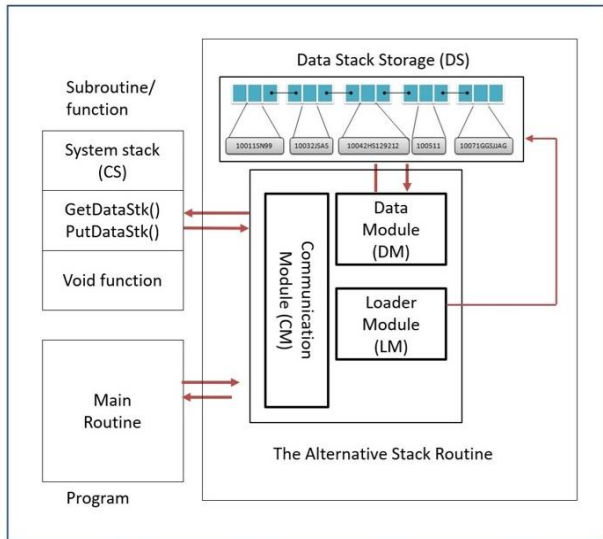 Data Stack Storage (DS)
Subroutine/
function
10011SN99
10032JSAS
10042HS129212
100511
10071GGSJJAG
System stack
(CS)
GetDataStk()
PutDataStk()
Void function
Communication
Module (CM)
Data
Module
(DM)
Loader
Module
(LM)
Main
Routine
The Alternative Stack Routine
Program